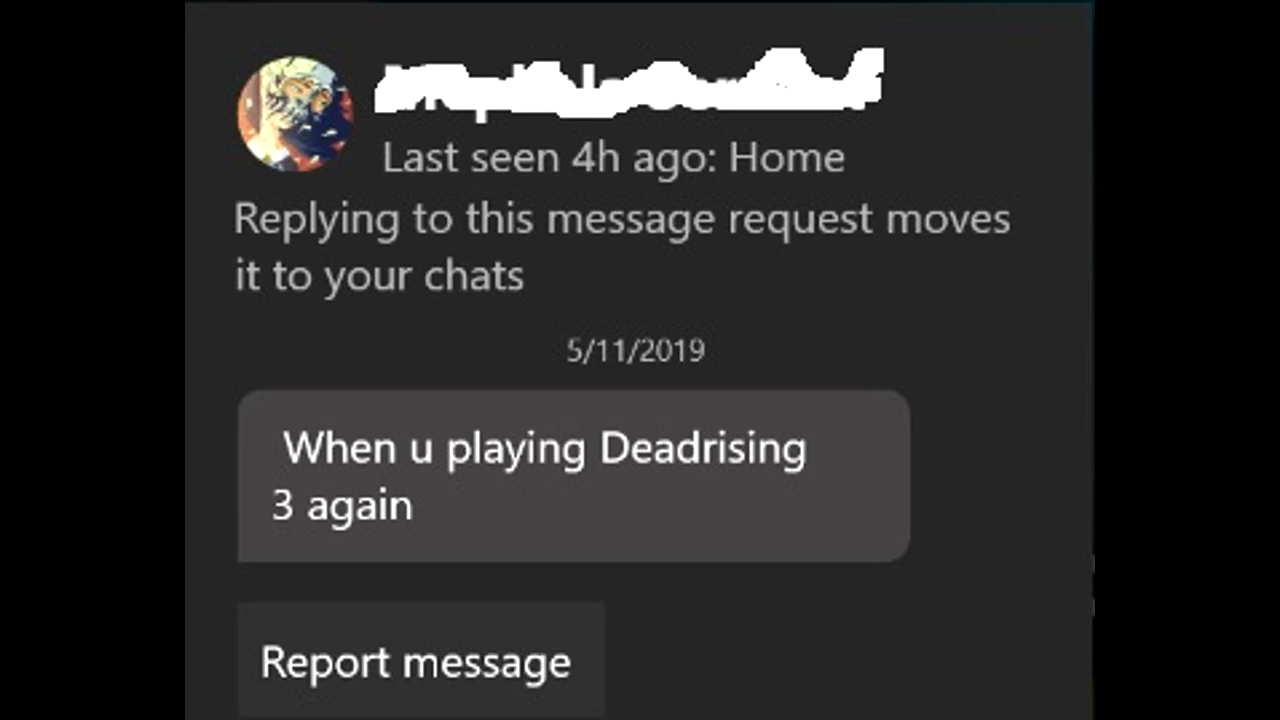 Last seen 4h ago: Home
Replying to this message request moves
it to your chats
5/11/2019
When u playing Deadrising
3 again
Report message